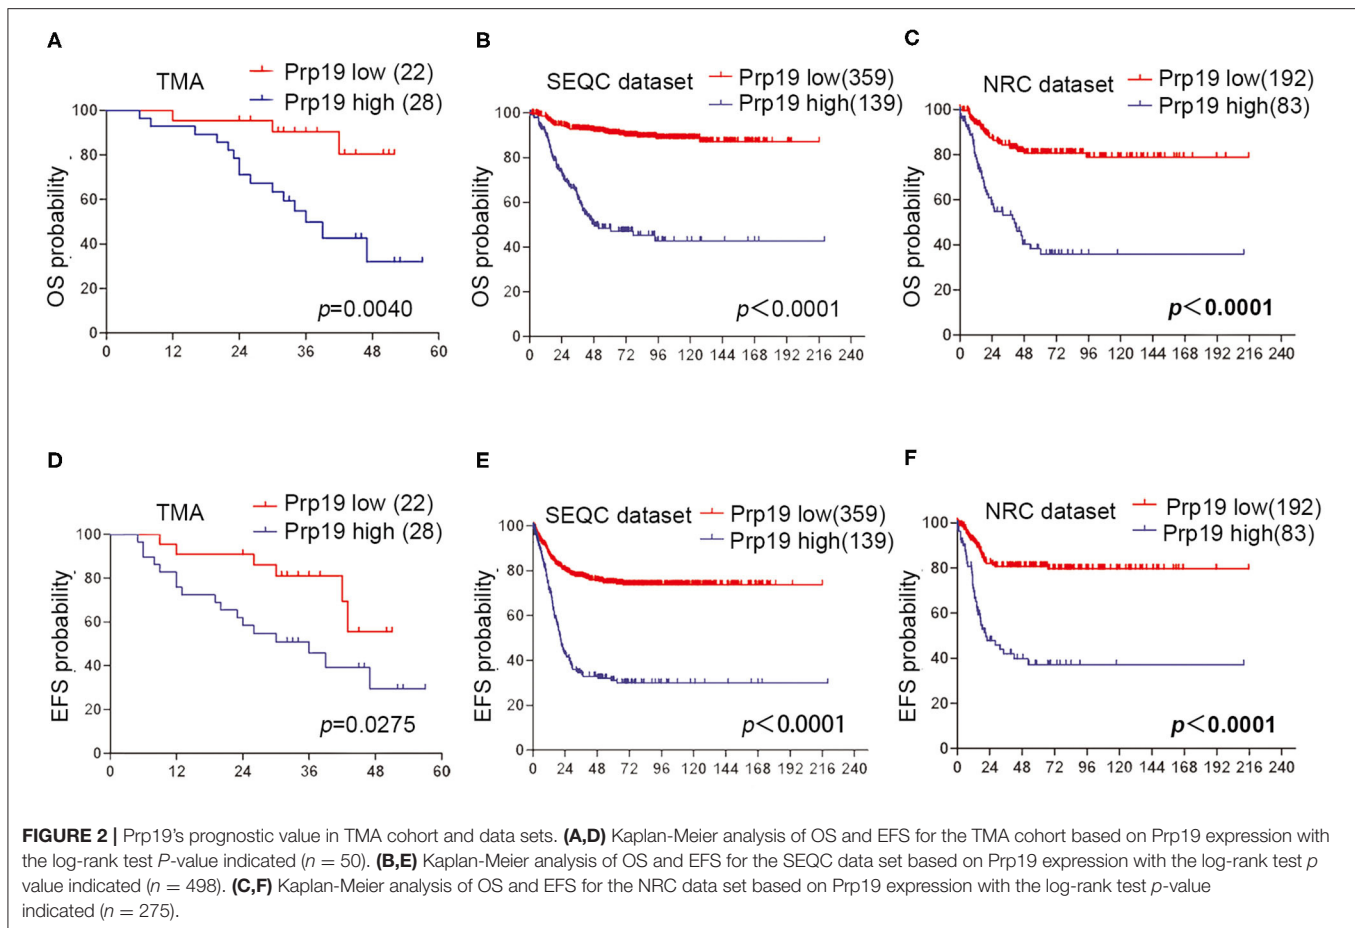 A
TMA
Prp19 low (22)
Prp19 high (28)
OS probability
100
80
60
40
20
0
p=0.0040
0 12 24 36 48 60
B
SEQC dataset
Prp19 low(359)
Prp19 high(139)
OS probability
100
80
60
40
20
0
p<0.0001
0 24 48 72 96 120 144 168 192 216 240
C
NRC dataset
Prp19 low(192)
Prp19 high(83)
OS probability
100
80
60
40
20
0
p<0.0001
0 24 48 72 96 120 144 168 192 216 240
D
TMA
Prp19 low (22)
Prp19 high (28)
EFS probability
100
80
60
40
20
0
p=0.0275
0 12 24 36 48 60
E
SEQC dataset
Prp19 low(359)
Prp19 high(139)
EFS probability
100
80
60
40
20
0
p<0.0001
0 24 48 72 96 120 144 168 192 216 240
F
NRC dataset
Prp19 low(192)
Prp19 high(83)
EFS probability
100
80
60
40
20
0
p<0.0001
0 24 48 72 96 120 144 168 192 216 240
FIGURE 2 | Prp19's prognostic value in TMA cohort and data sets. (A,D) Kaplan-Meier analysis of OS and EFS for the TMA cohort based on Prp19 expression with
the log-rank test P-value indicated (n = 50). (B,E) Kaplan-Meier analysis of OS and EFS for the SEQC data set based on Prp19 expression with the log-rank test p
value indicated (n = 498). (C,F) Kaplan-Meier analysis of OS and EFS for the NRC data set based on Prp19 expression with the log-rank test p-value
indicated (n = 275).